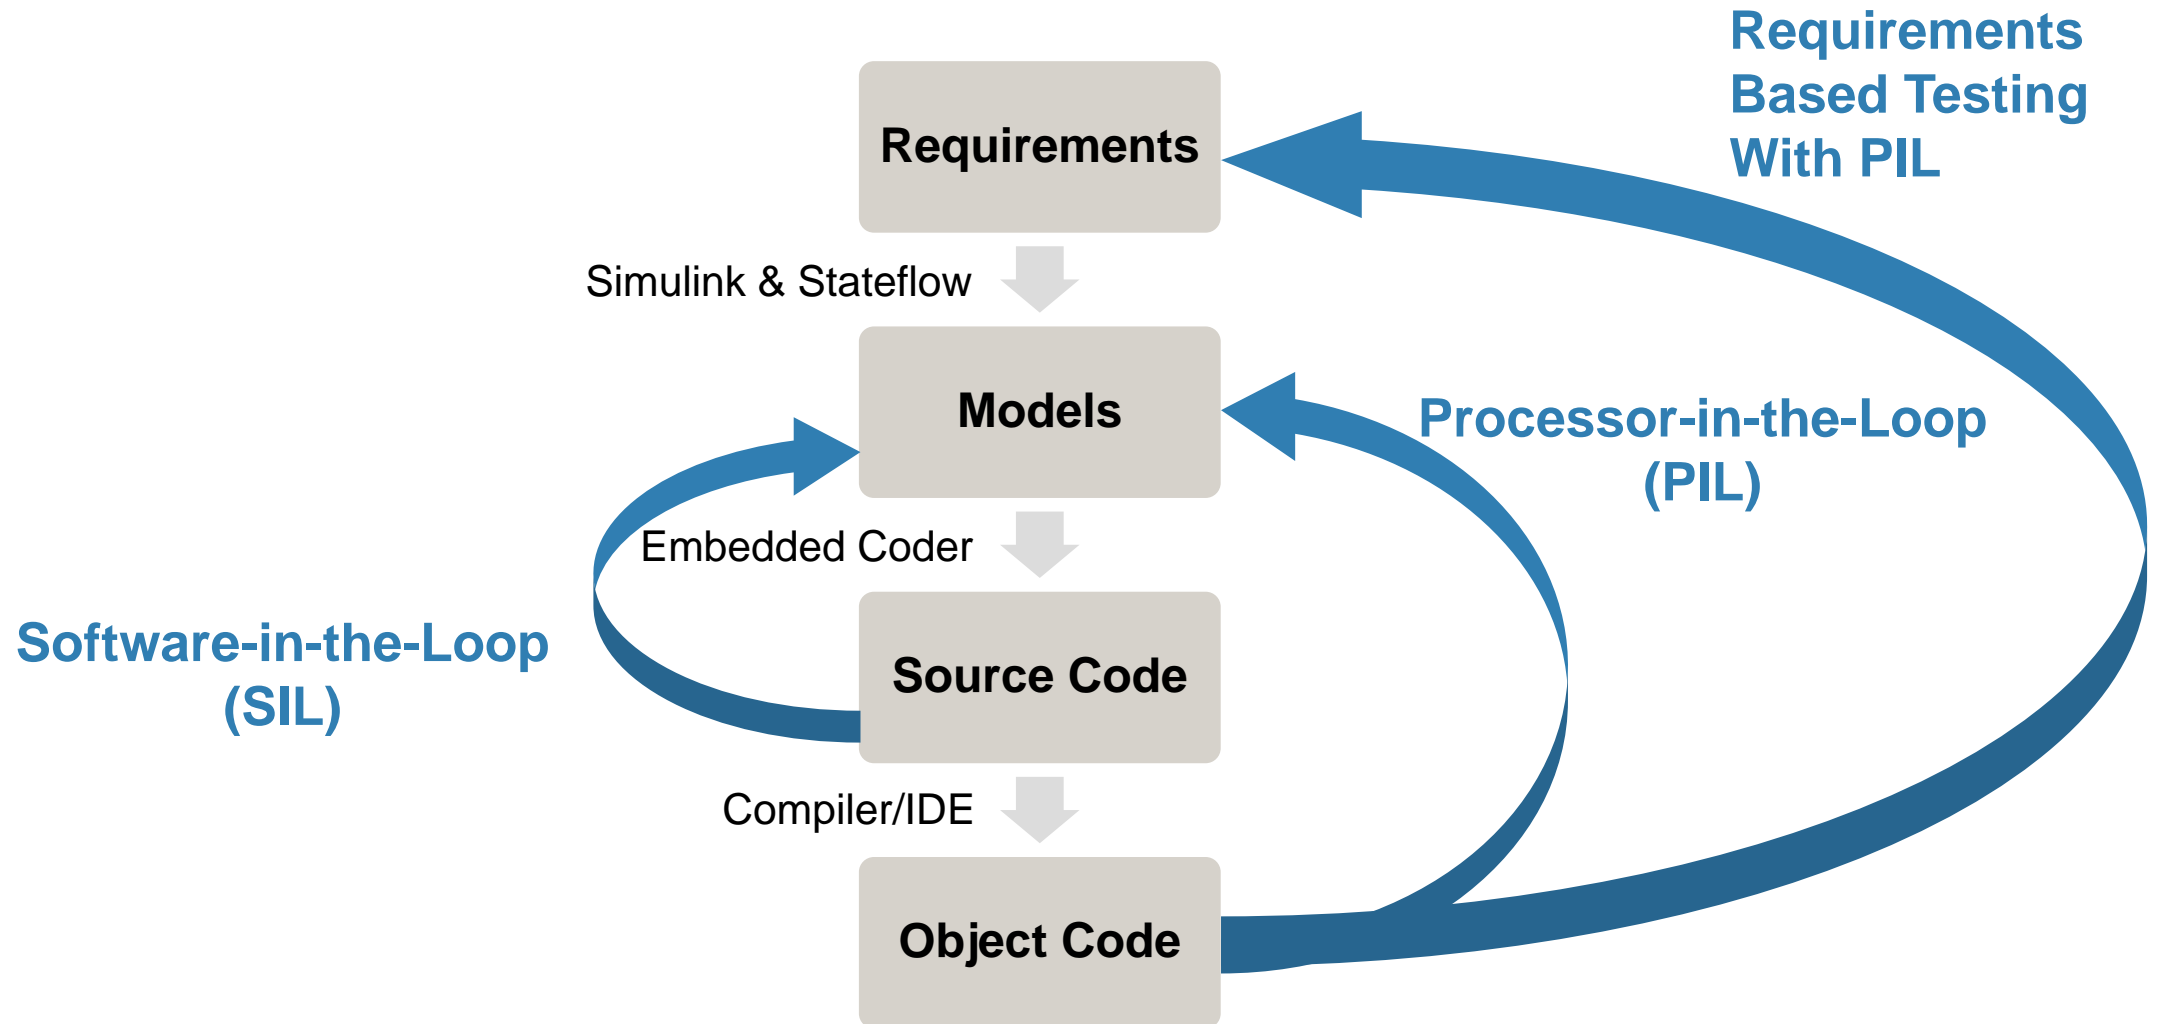 Requirements
Based Testing
With PIL
Requirements
Simulink & Stateflow
Models
Processor-in-the-Loop
(PIL)
Embedded Coder
Software-in-the-Loop
(SIL)
Source Code
Compiler/IDE
Object Code